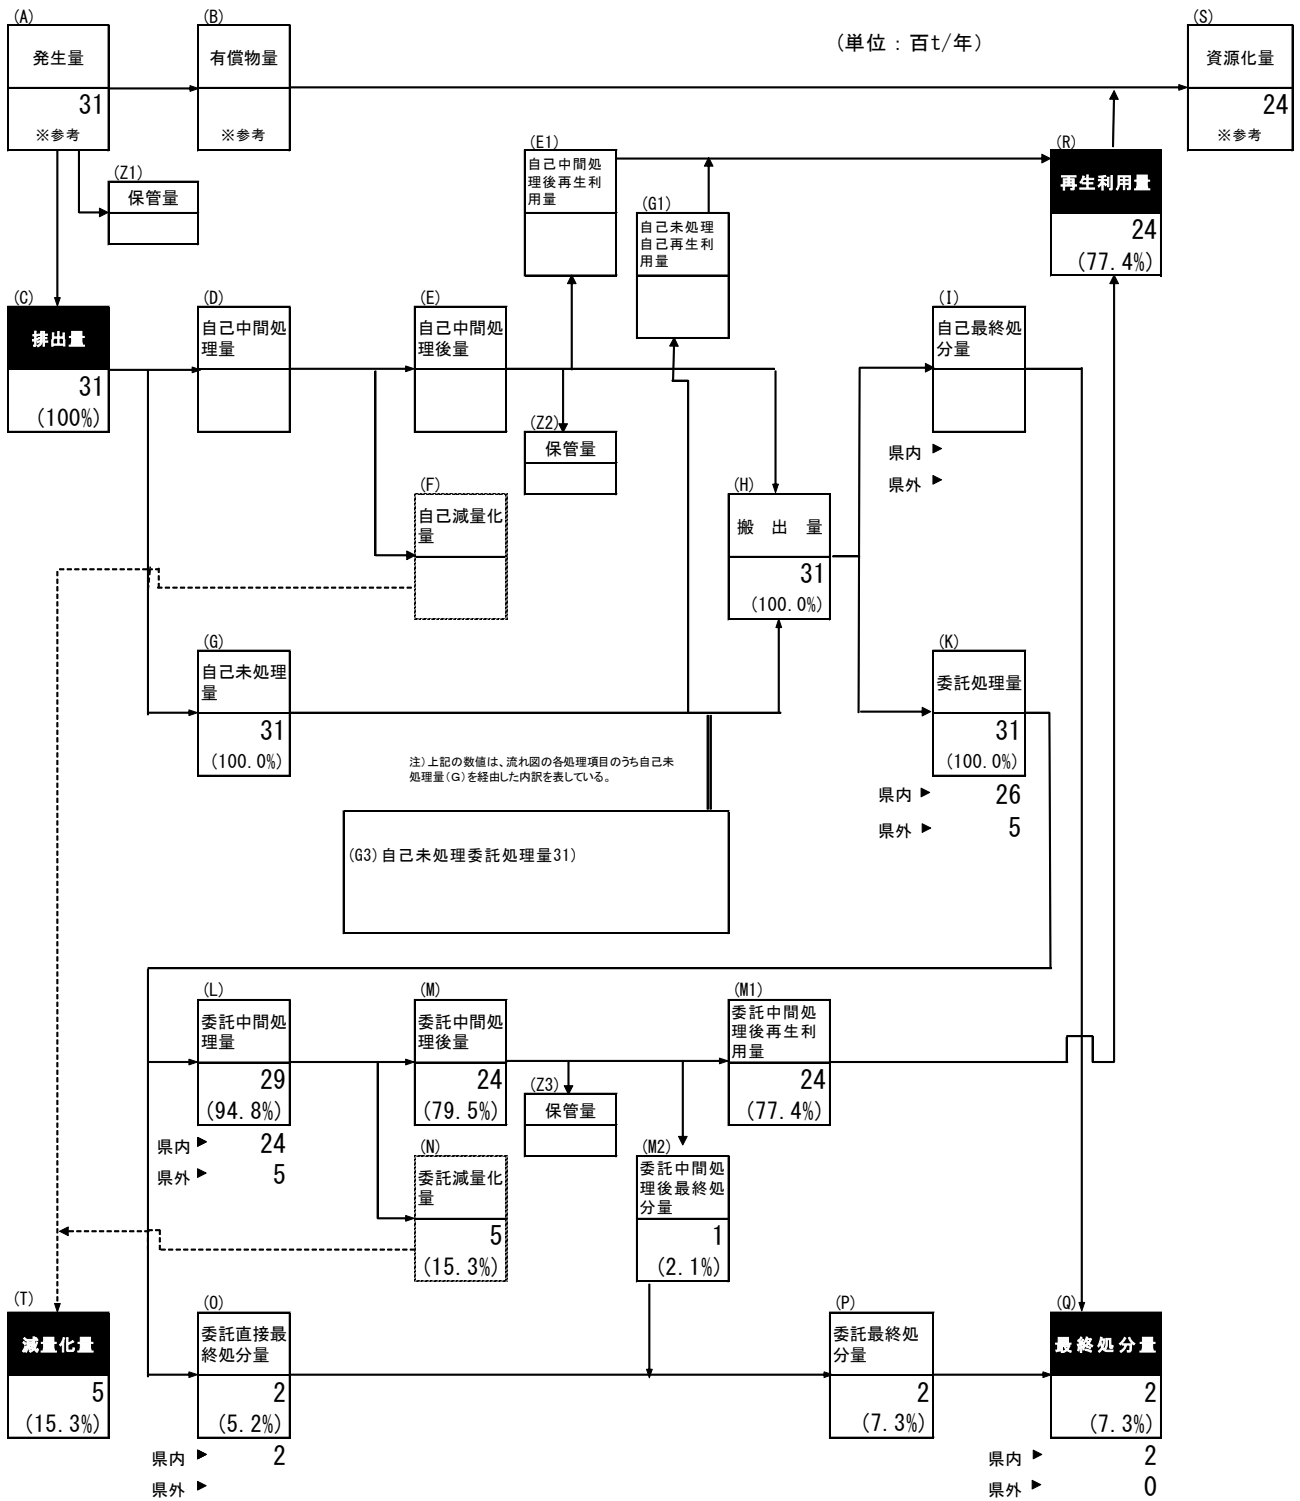 (A)
発生量
31
※参考
(B)
有償物量
※参考
(単位：百t/年)
(S)
資源化量
24
※参考
(Z1)
保管量
(E1)
自己中間処
理後再生利
用量
(G1)
自己未処理
自己再生利
用量
(R)
再生利用量
24
(77.4%)
(C)
排出量
31
(100%)
(D)
自己中間処
理量
(E)
自己中間処
理後量
(Z2)
保管量
(F)
自己減量化
量
(I)
自己最終処
分量
県内 ▶
県外 ▶
(H)
搬 出 量
31
(100.0%)
(G)
自己未処理
量
31
(100.0%)
(K)
委託処理量
31
(100.0%)
県内 ▶ 26
県外 ▶ 5
注）上記の数値は、流れ図の各処理項目のうち自己未
処理量(G)を経由した内訳を表している。
(G3)自己未処理委託処理量31)
(L)
委託中間処
理量
29
(94.8%)
県内 ▶ 24
県外 ▶ 5
(M)
委託中間処
理後量
24
(79.5%)
(Z3)
保管量
(M1)
委託中間処
理後再生利
用量
24
(77.4%)
(N)
委託減量化
量
5
(15.3%)
(M2)
委託中間処
理後最終処
分量
1
(2.1%)
(T)
減量化量
5
(15.3%)
(O)
委託直接最
終処分量
2
(5.2%)
県内 ▶ 2
県外 ▶
(P)
委託最終処
分量
2
(7.3%)
(Q)
最終処分量
2
(7.3%)
県内 ▶ 2
県外 ▶ 0